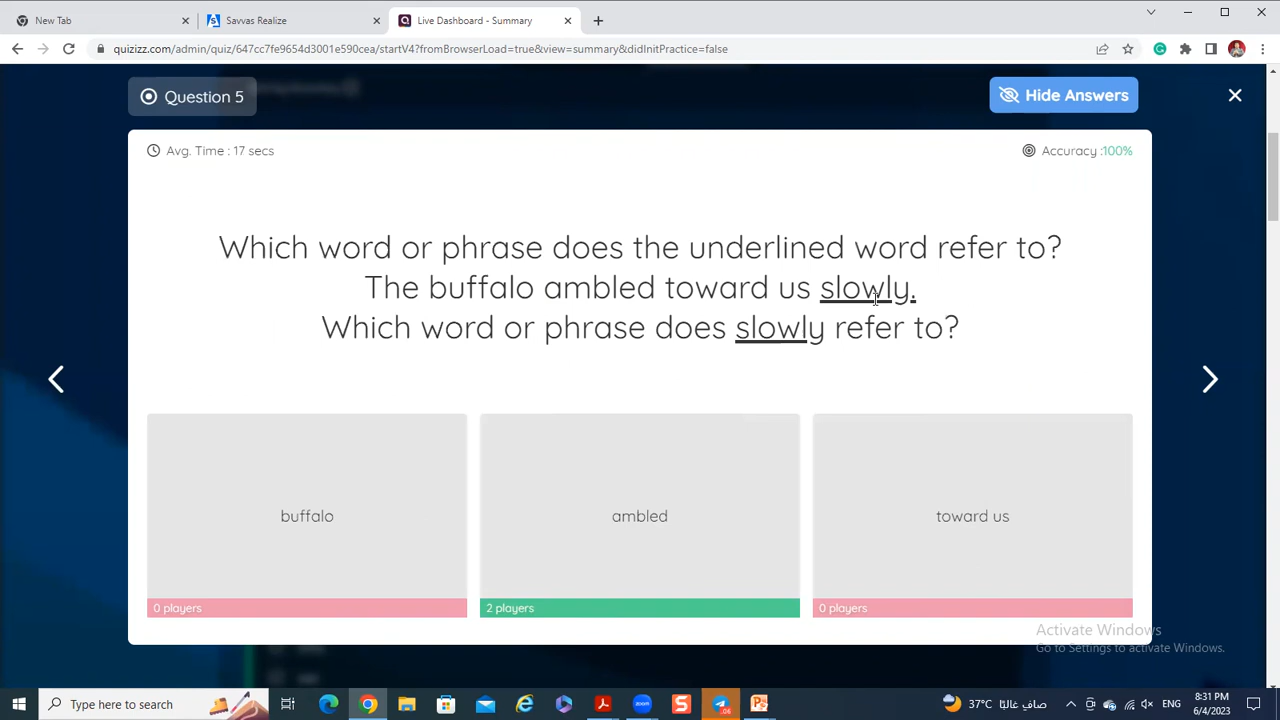 New Tab
Savvas Realize
Live Dashboard - Summary
quizizz.com/admin/quiz/647cc7fe9654d3001e590cea/startV4?fromBrowserLoad=true&view=summary&didInitPractice=false
Question 5
Hide Answers
Avg. Time : 17 secs
Accuracy :100%
Which word or phrase does the underlined word refer to?
The buffalo ambled toward us slowly.
Which word or phrase does slowly refer to?
buffalo
ambled
toward us
0 players
2 players
0 players
Activate Windows
Go to Settings to activate Windows.
Type here to search
zoom
37°C صاف غالبًا
ENG
8:31 PM
6/4/2023